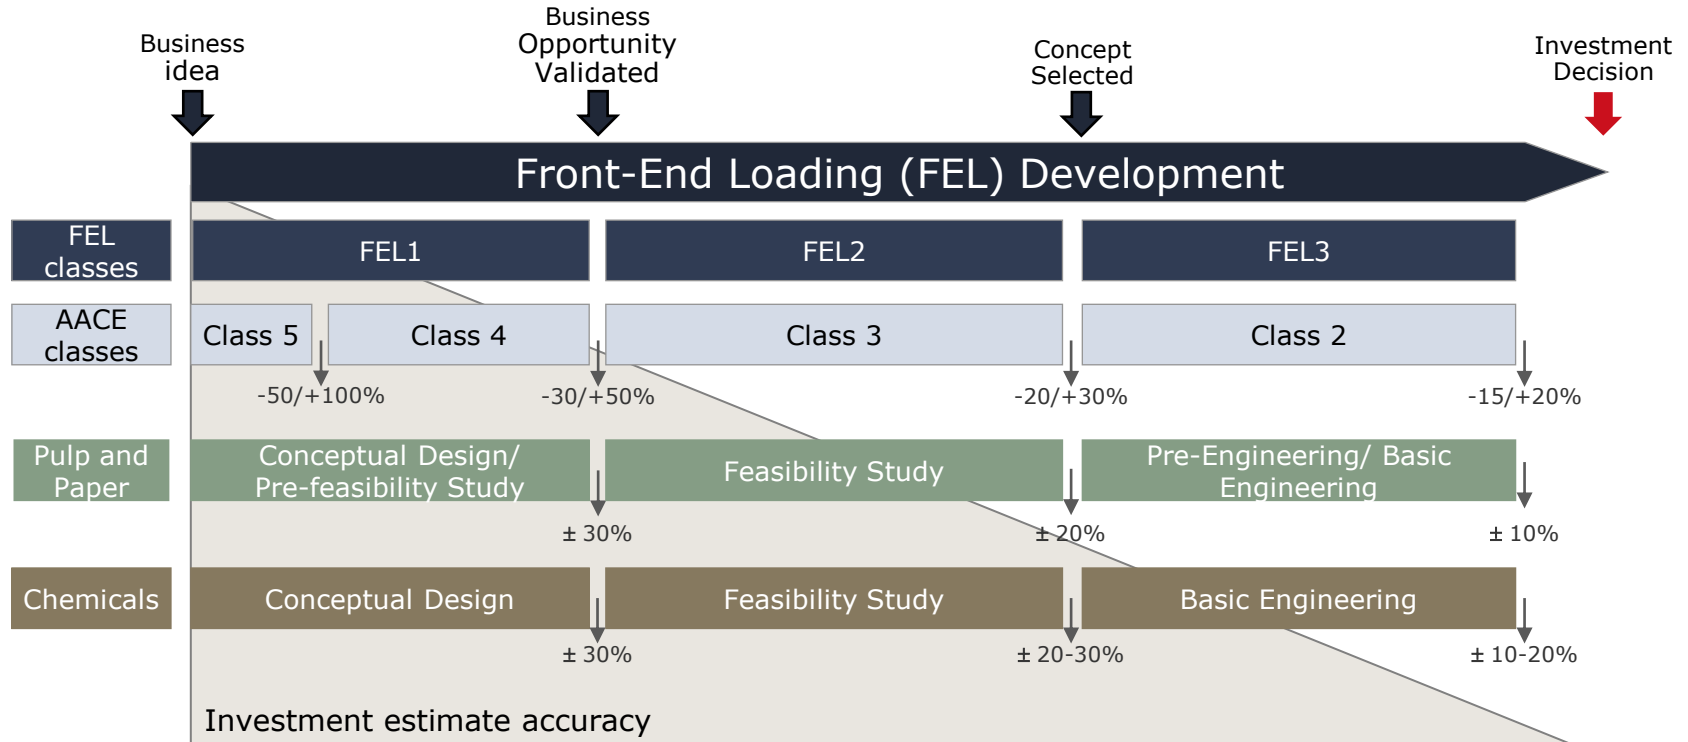 Business
idea
Business
Opportunity
Validated
Concept
Selected
Investment
Decision
Front-End Loading (FEL) Development
FEL
classes
FEL1
FEL2
FEL3
AACE
classes
Class 5
Class 4
Class 3
Class 2
-50/+100%
-30/+50%
-20/+30%
-15/+20%
Pulp and
Paper
Conceptual Design/
Pre-feasibility Study
Feasibility Study
Pre-Engineering/ Basic
Engineering
± 30%
± 20%
± 10%
Chemicals
Conceptual Design
Feasibility Study
Basic Engineering
± 30%
± 20-30%
± 10-20%
Investment estimate accuracy